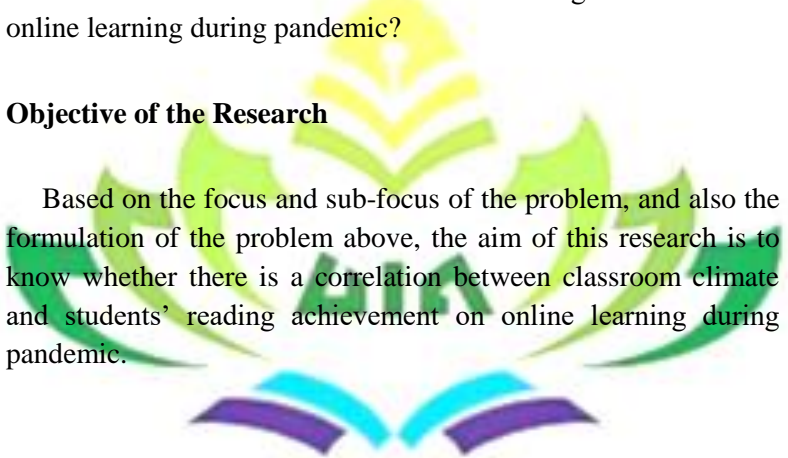 online learning during pandemic?
Objective of the Research
Based on the focus and sub-focus of the problem, and also the
formulation of the problem above, the aim of this research is to
know whether there is a correlation between classroom climate
and students’ reading achievement on online learning during
pandemic.